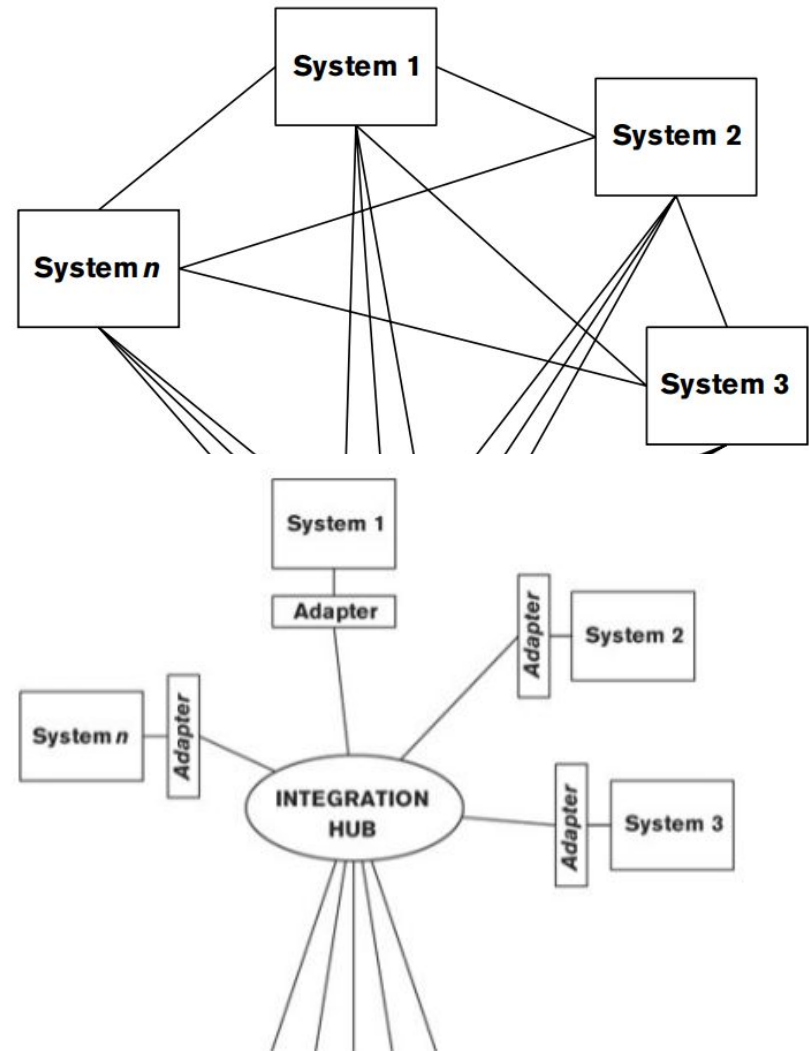 System 1
System 2
System n
System 3
System 1
Adapter
Adapter
System 2
System n
Adapter
INTEGRATION
HUB
Adapter
System 3